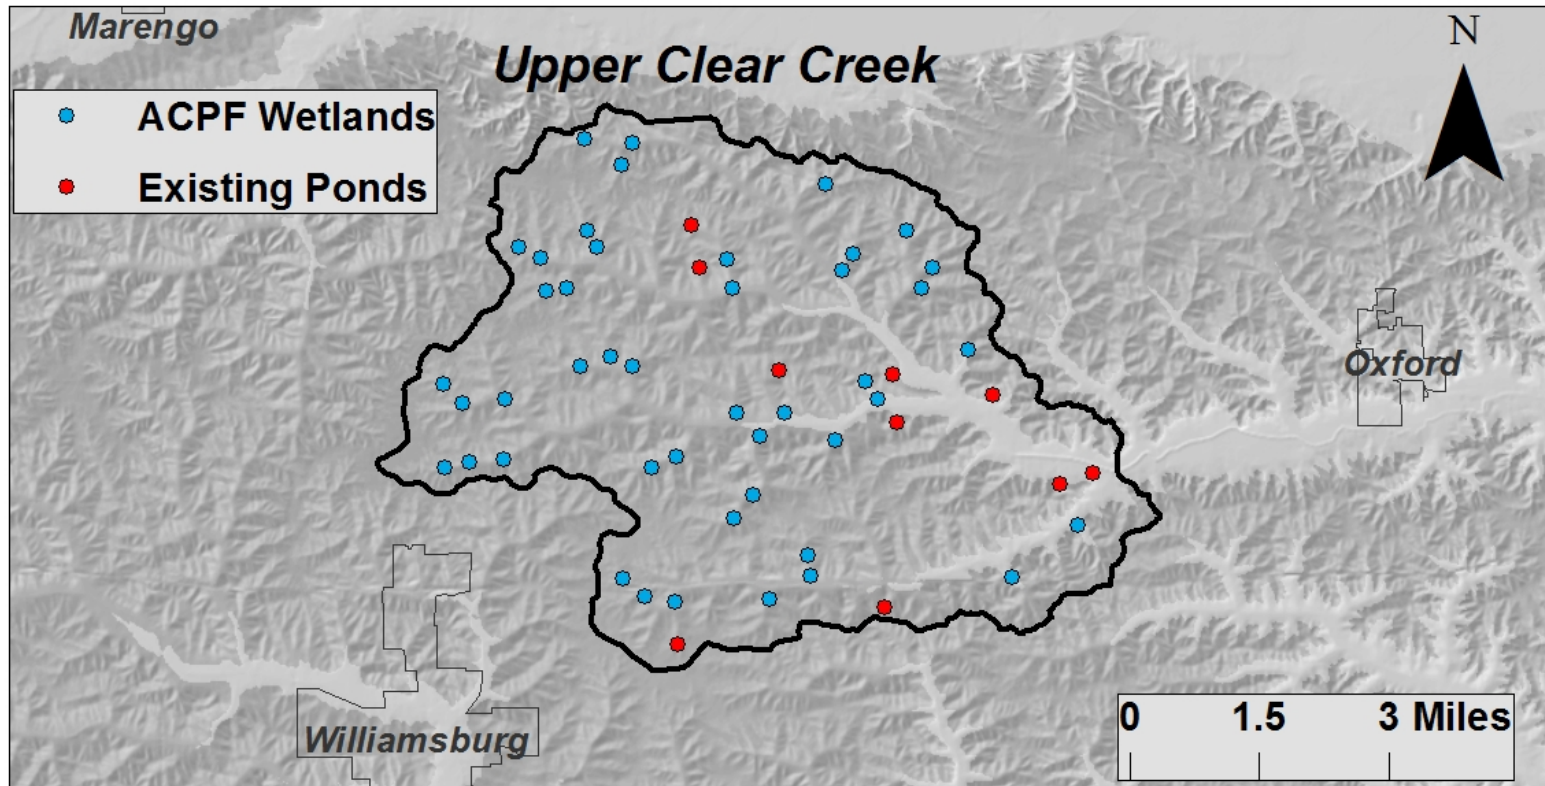 Marengo
Upper Clear Creek
N
ACPF Wetlands
Existing Ponds
Oxford
Williamsburg
0 1.5 3 Miles